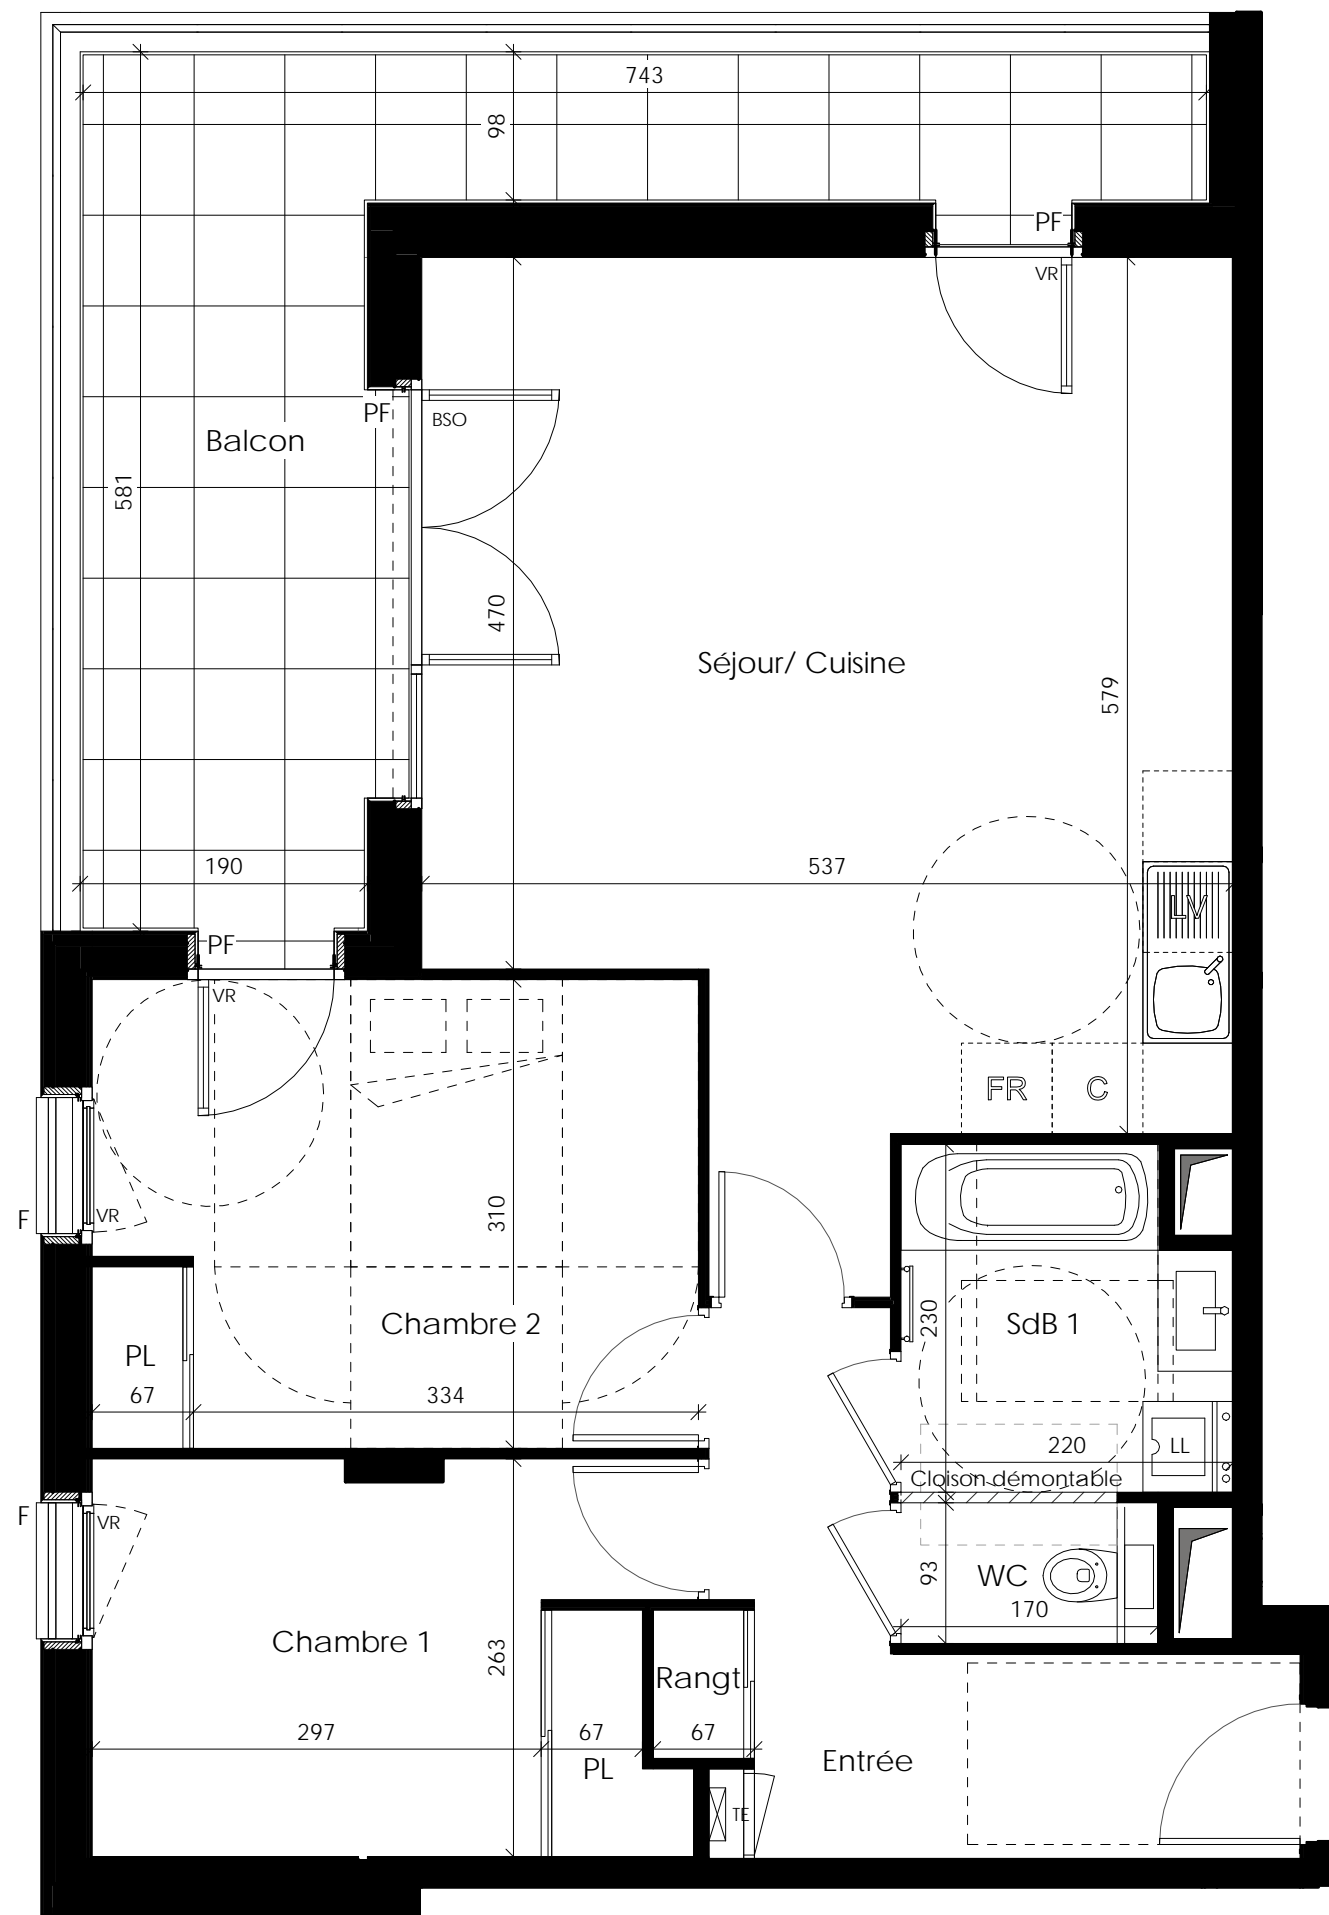 743
98
PF
VR
PF
BSO
Balcon
581
470
Séjour/ Cuisine
579
190
537
LV
PF
VR
FR
C
310
F
VR
Chambre 2
230
SdB 1
PL
67
334
220
LL
Cloison démontable
F
VR
93
WC
170
Chambre 1
263
Rangt
297
67
67
PL
Entrée
TE